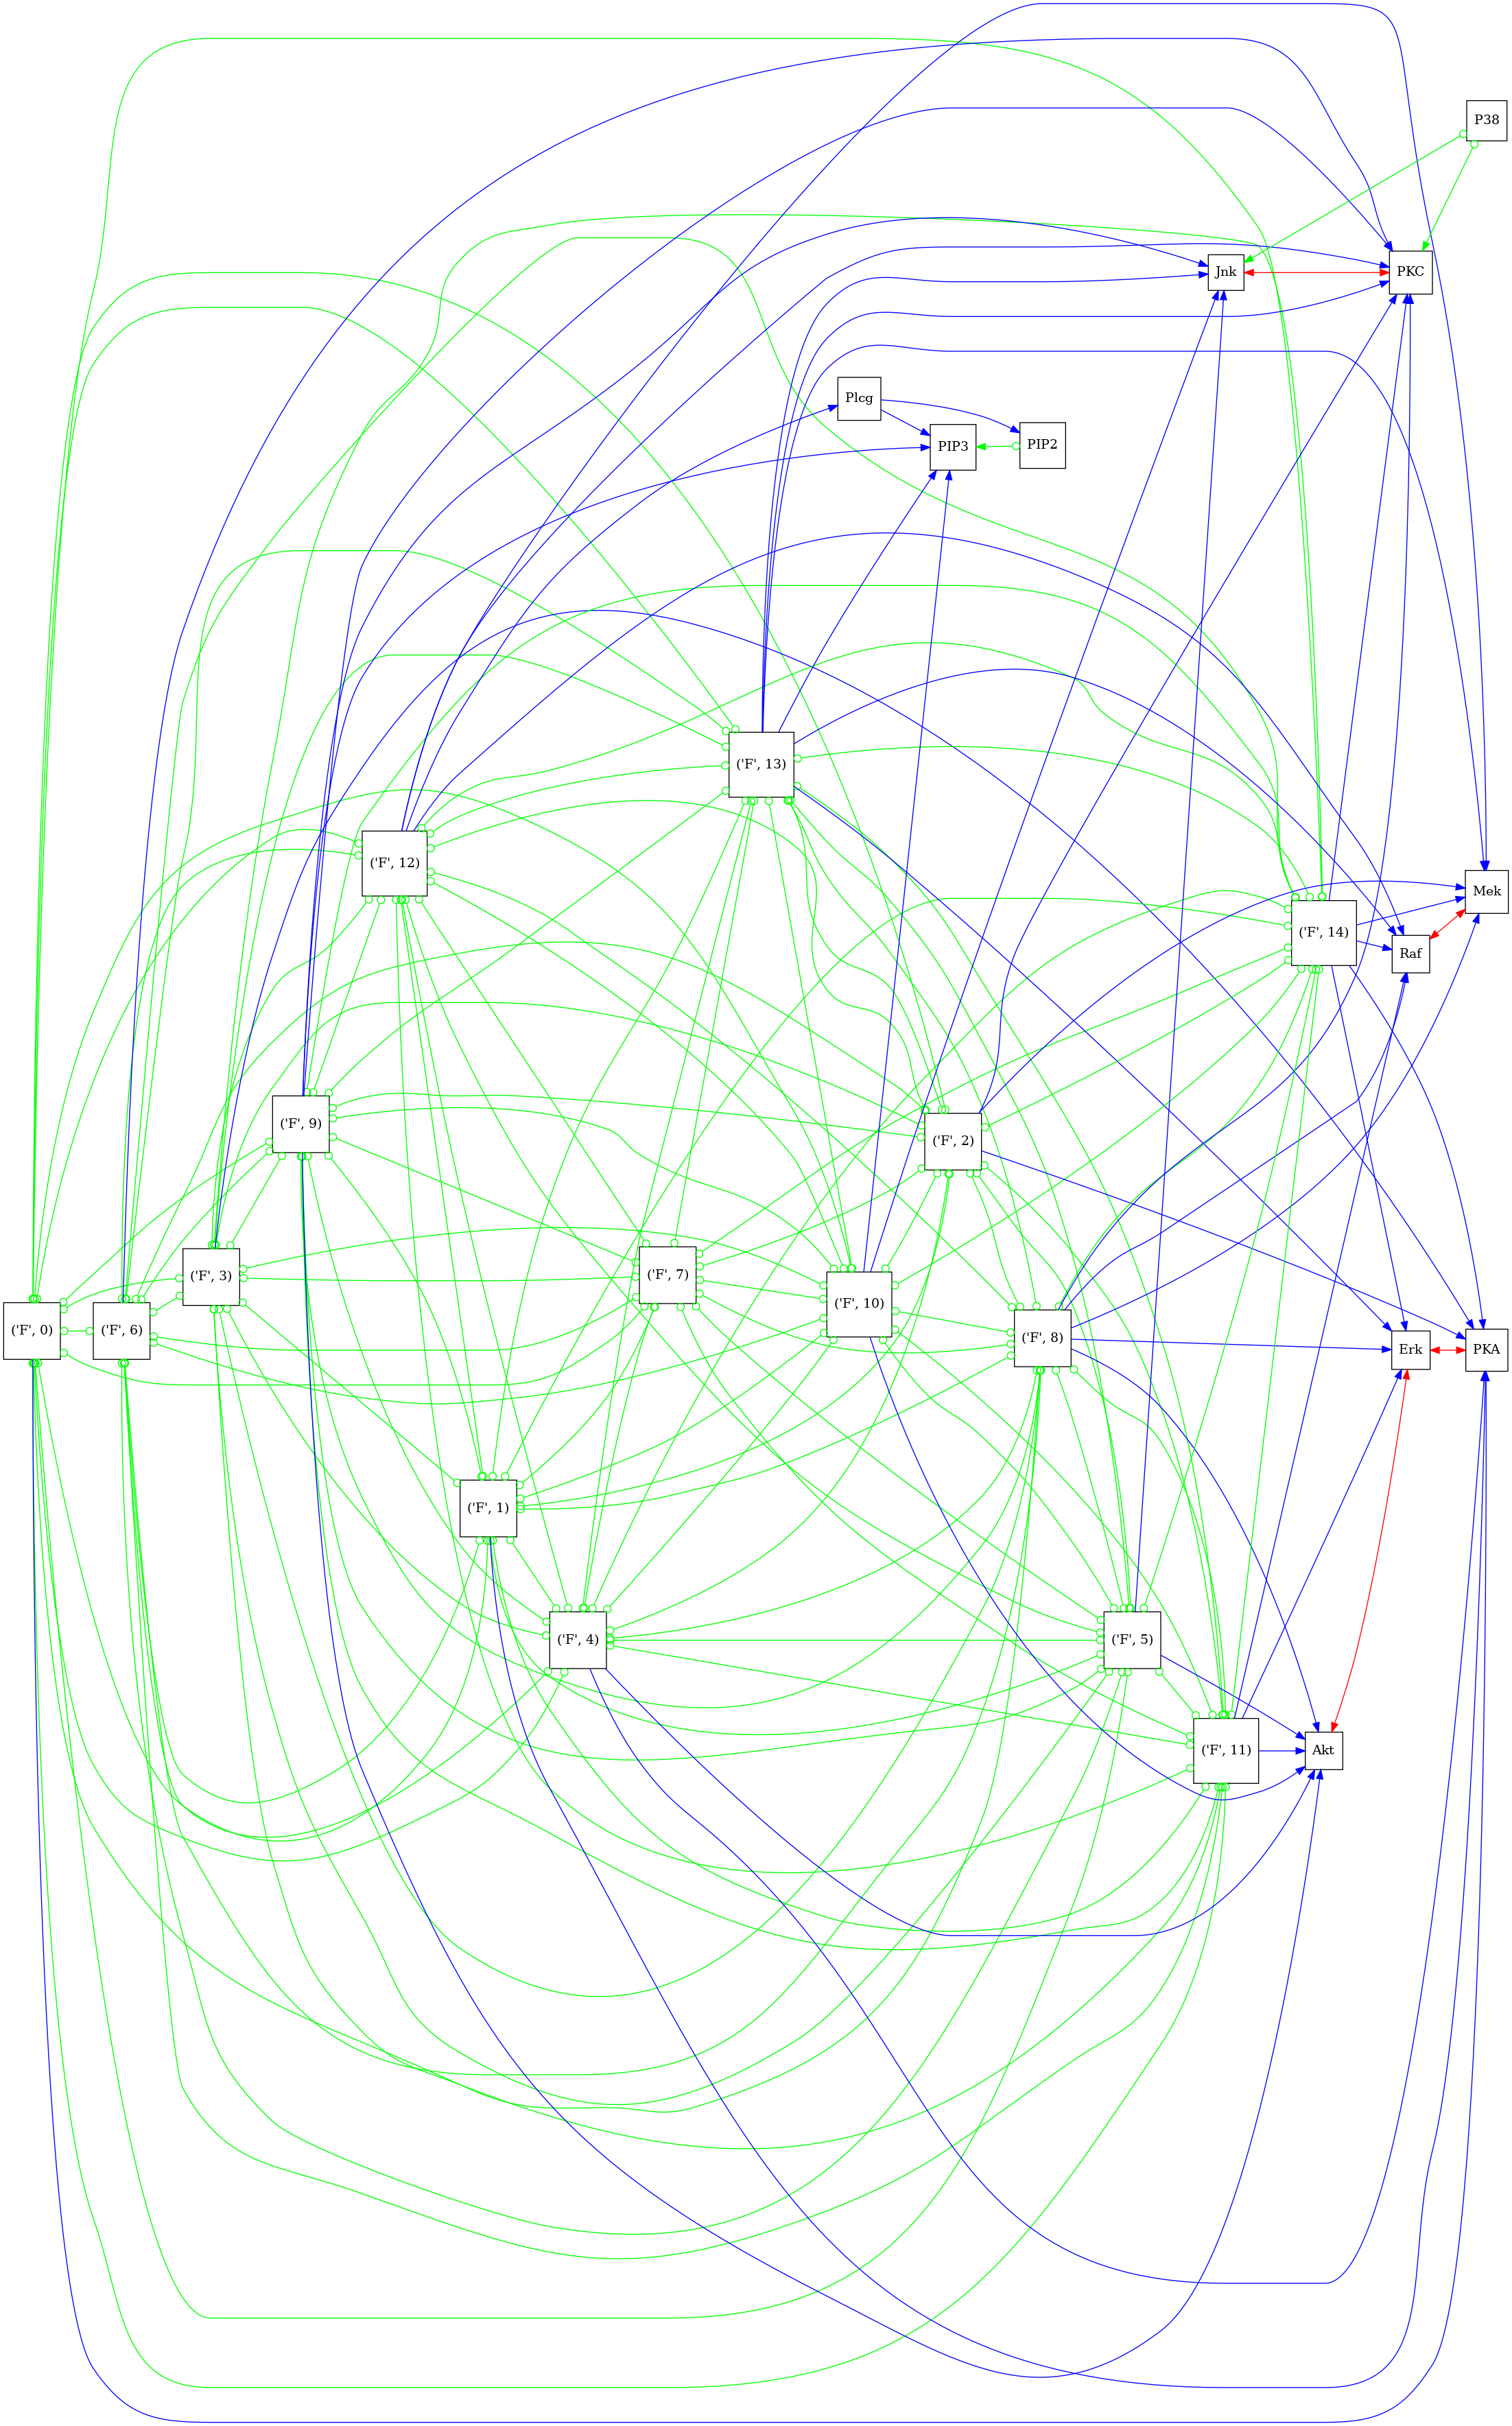 P38
Jnk
PKC
Plcg
PIP3
PIP2
('F', 13)
('F', 12)
Mek
('F', 14)
Raf
('F', 9)
('F', 2)
('F', 3)
('F', 7)
('F', 10)
('F', 0)
('F', 6)
('F', 8)
Erk
PKA
('F', 1)
('F', 4)
('F', 5)
('F', 11)
Akt